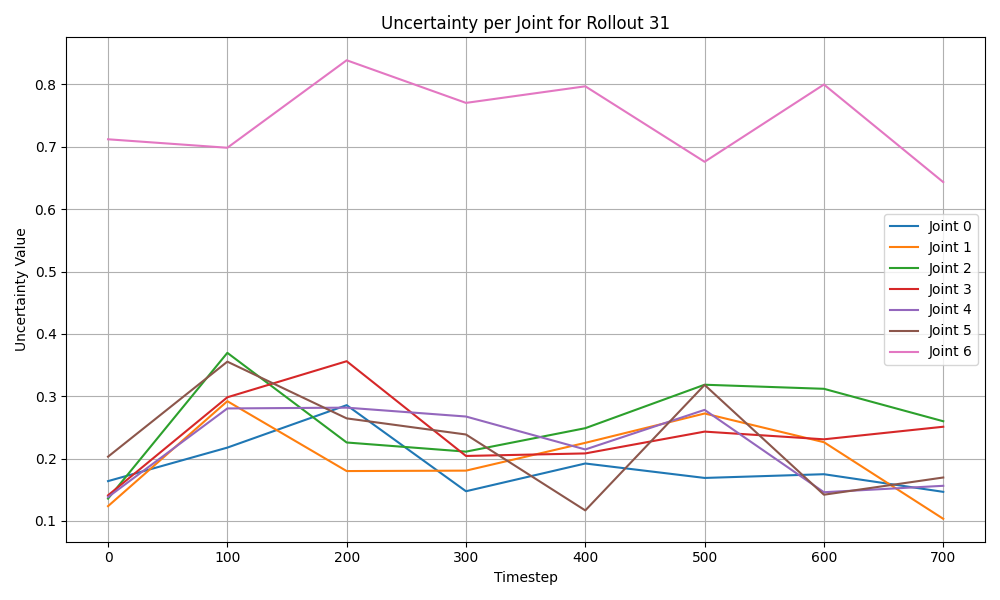 Uncertainty per Joint for Rollout 31
0.8
0.7
0.6
0.5
0.4
0.3
0.2
0.1
Uncertainty Value
Joint 0
Joint 1
Joint 2
Joint 3
Joint 4
Joint 5
Joint 6
0 100 200 300 400 500 600 700
Timestep